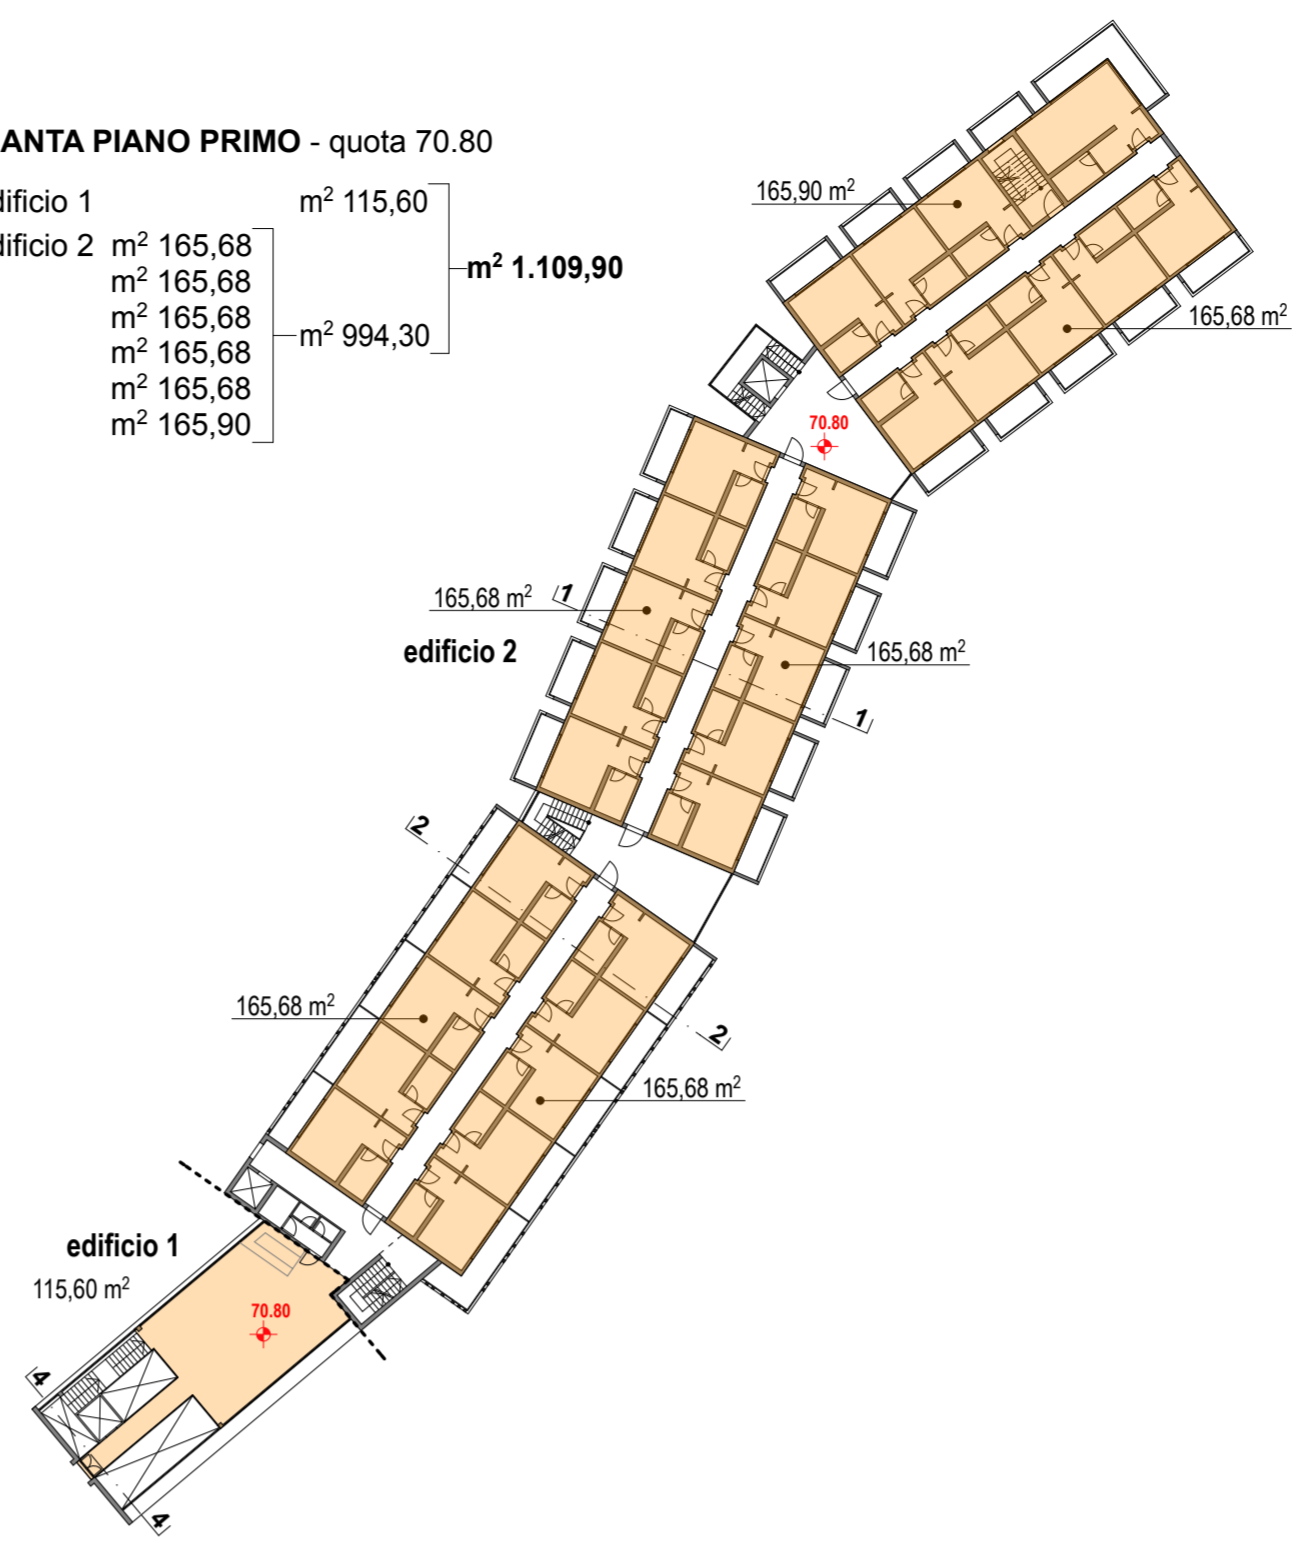 ANTA PIANO PRIMO - quota 70.80
dificio 1 m² 115,60
dificio 2 m² 165,68
m² 165,68
m² 165,68
m² 165,68
m² 165,68
m² 165,90
m² 994,30
m² 1.109,90
165,90 m²
165,68 m²
70.80
165,68 m²
1
edificio 2
165,68 m²
1
2
165,68 m²
2
165,68 m²
edificio 1
115,60 m²
70.80
4
4